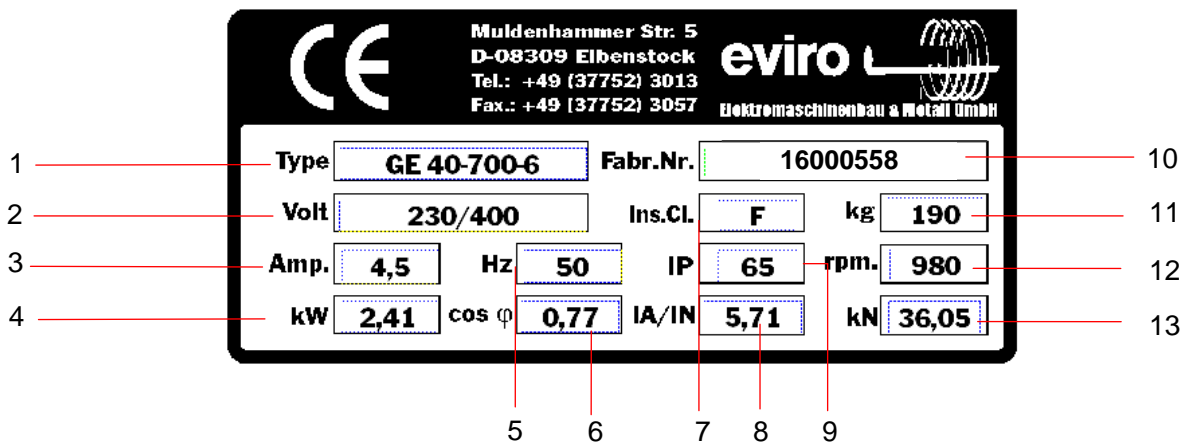 CE
Muldenhammer Str. 5
D-08309 Eibenstock
Tel.: +49 (37752) 3013
Fax.: +49 (37752) 3057
eviro
Elektromaschinenbau & Metall GmbH
1 Type GE 40-700-6 Fabr.Nr. 16000558 10
2 Volt 230/400 Ins.Cl. F kg 190 11
3 Amp. 4,5 Hz 50 IP 65 rpm. 980 12
4 kW 2,41 cos φ 0,77 IA/IN 5,71 kN 36,05 13
5 6 7 8 9